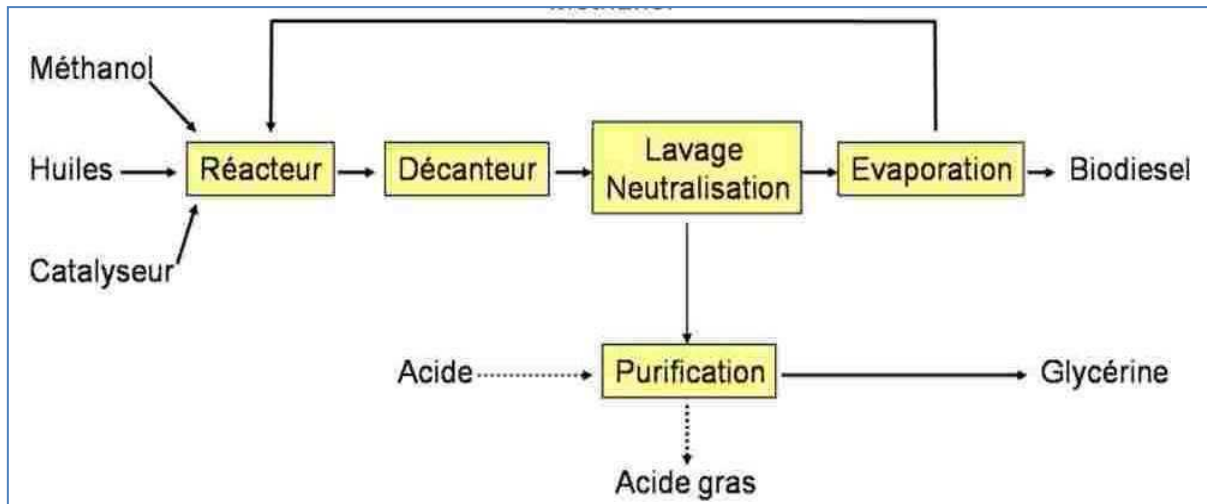 Méthanol
Huiles
Catalyseur
Réacteur
Décanteur
Lavage
Neutralisation
Evaporation
Biodiesel
Acide
Purification
Glycérine
Acide gras